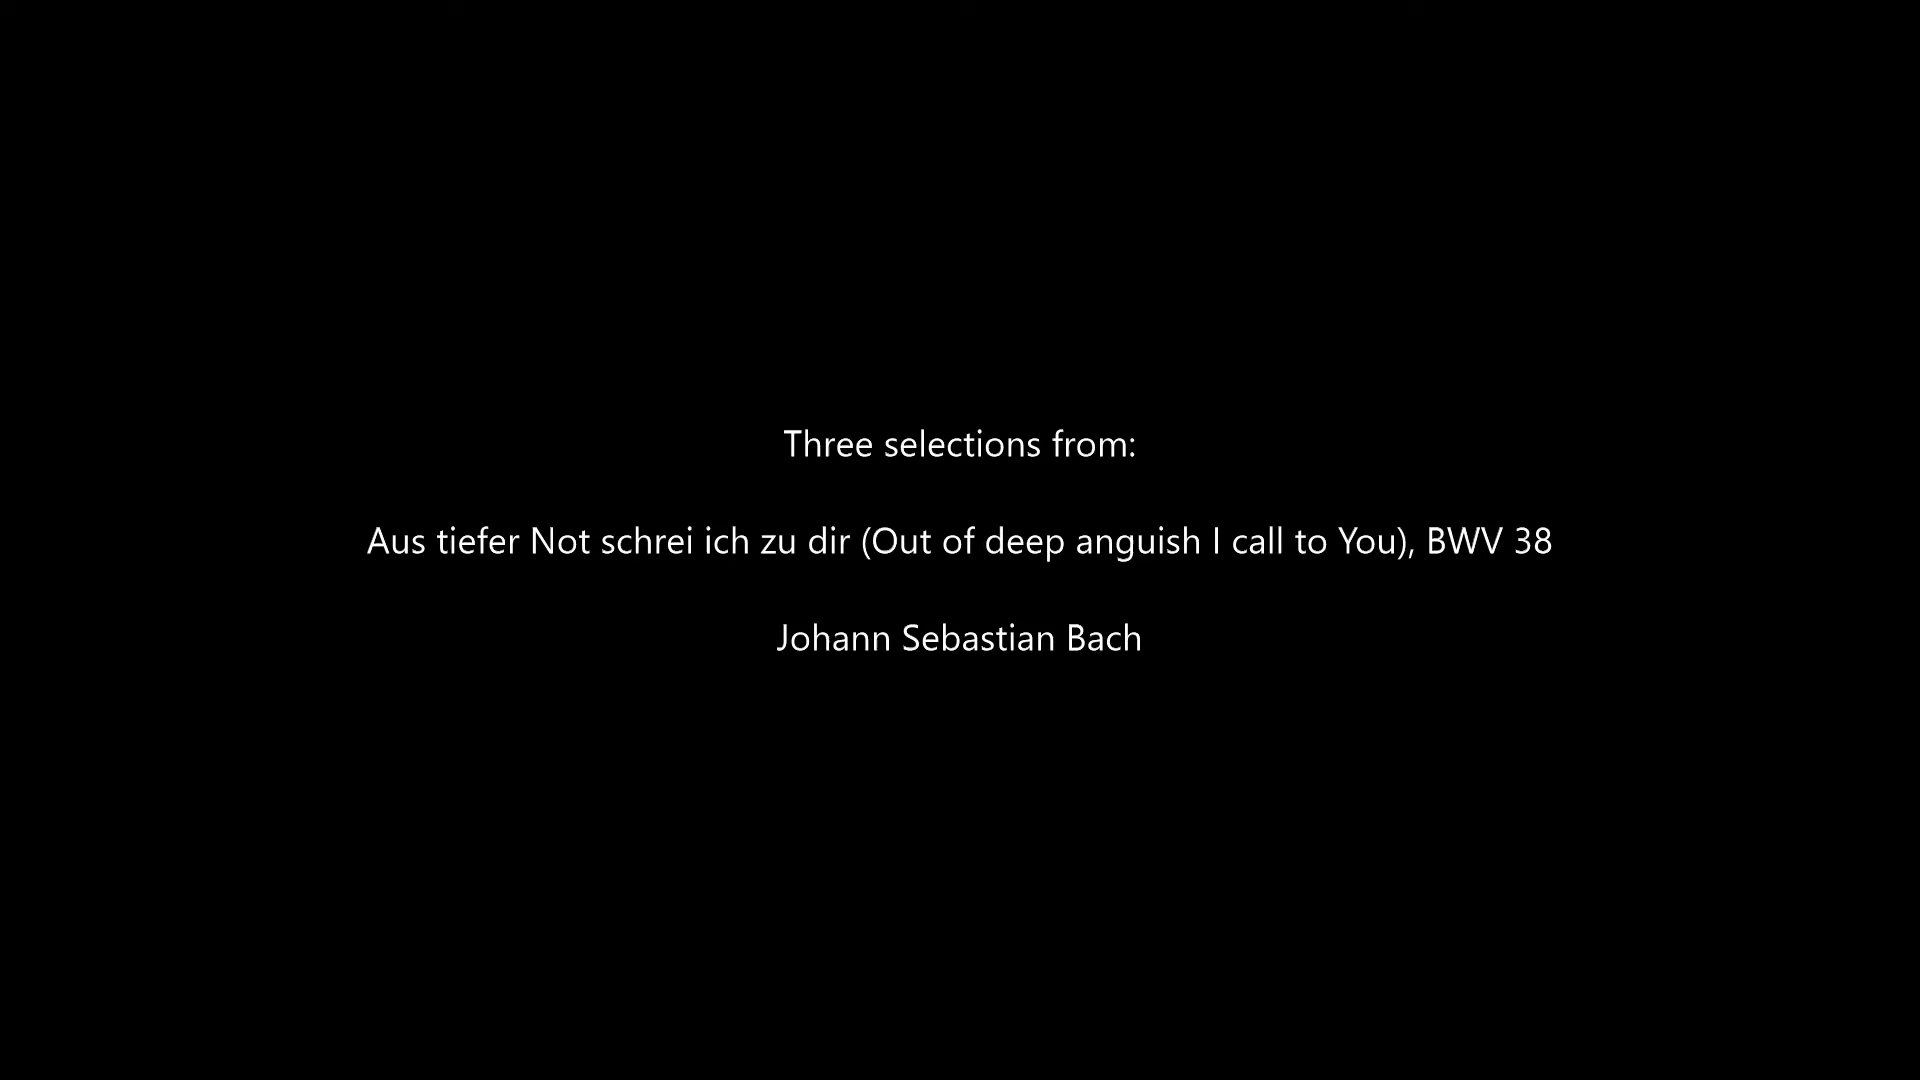 Three selections from:
Aus tiefer Not schrei ich zu dir (Out of deep anguish I call to You), BWV 38
Johann Sebastian Bach